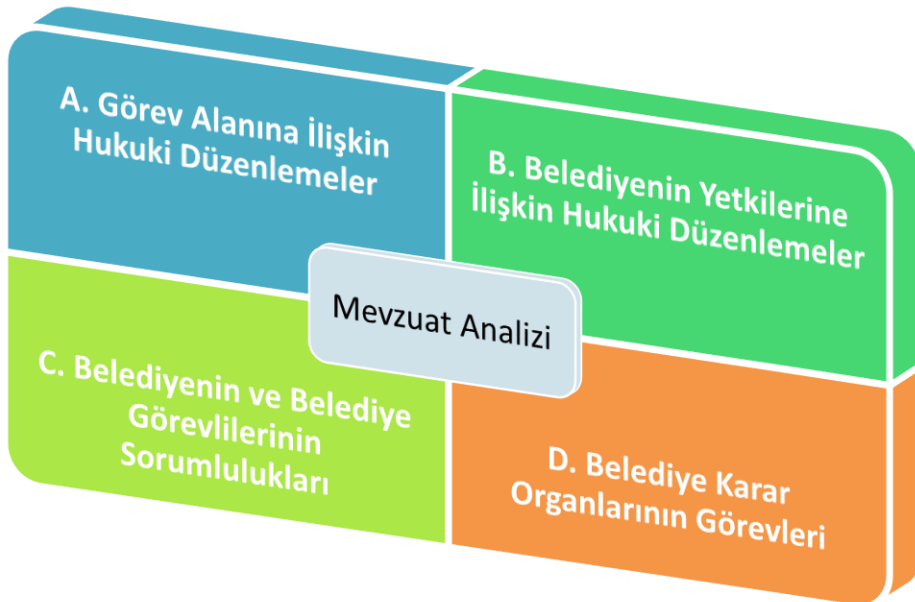 A. Görev Alanına İlişkin
Hukuki Düzenlemeler
B. Belediyenin Yetkilerine
İlişkin Hukuki Düzenlemeler
Mevzuat Analizi
C. Belediyenin ve Belediye
Görevlilerinin
Sorumlulukları
D. Belediye Karar
Organlarının Görevleri